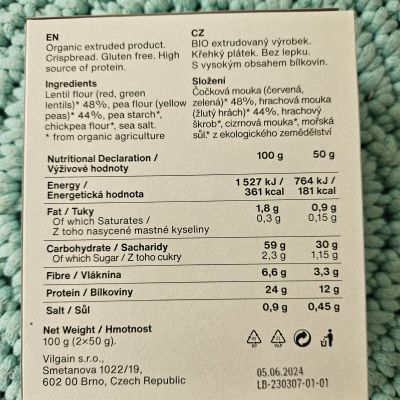 EN
Organic extruded product.
Crispbread. Gluten free. High
source of protein.
Ingredients
Lentil flour (red, green
lentils)* 48%, pea flour (yellow
peas)* 44%, pea starch*,
chickpea flour*, sea salt.
* from organic agriculture
CZ
BIO extrudovaný výrobek.
Křehký plátek. Bez lepku.
S vysokým obsahem bílkovin.
Složení
Čočková mouka (červená,
zelená)* 48%, hrachová mouka
(žlutý hrách)* 44%, hrachový
škrob*, cizrnová mouka*, mořská
sůl.* z ekologického zemědělství
Nutritional Declaration / 100 g 50 g
Výživové hodnoty
Energy / 1 527 kJ / 764 kJ /
Energetická hodnota 361 kcal 181 kcal
Fat / Tuky 1,8 g 0,9 g
Of which Saturates / 0,3 g 0,15 g
Z toho nasycené mastné kyseliny
Carbohydrate / Sacharidy 59 g 30 g
Of which Sugar / Z toho cukry 2,3 g 1,15 g
Fibre / Vláknina 6,6 g 3,3 g
Protein / Bílkoviny 24 g 12 g
Salt / Sůl 0,9 g 0,45 g
Net Weight / Hmotnost
100 g (2×50 g).
Vilgain s.r.o.,
Smetanova 1022/19,
602 00 Brno, Czech Republic
05.06.2024
LB-230307-01-01